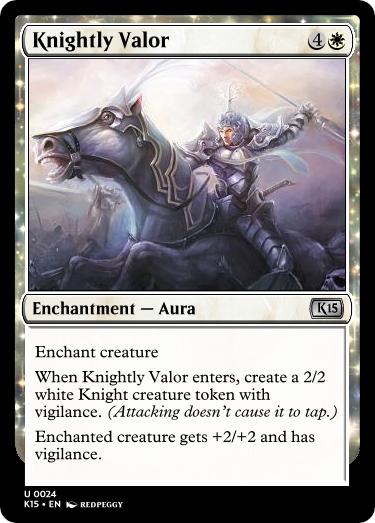 Knightly Valor 4
Enchantment — Aura K15
Enchant creature
When Knightly Valor enters, create a 2/2
white Knight creature token with
vigilance. (Attacking doesn't cause it to tap.)
Enchanted creature gets +2/+2 and has
vigilance.
U 0024
K15 • EN REDPEGGY